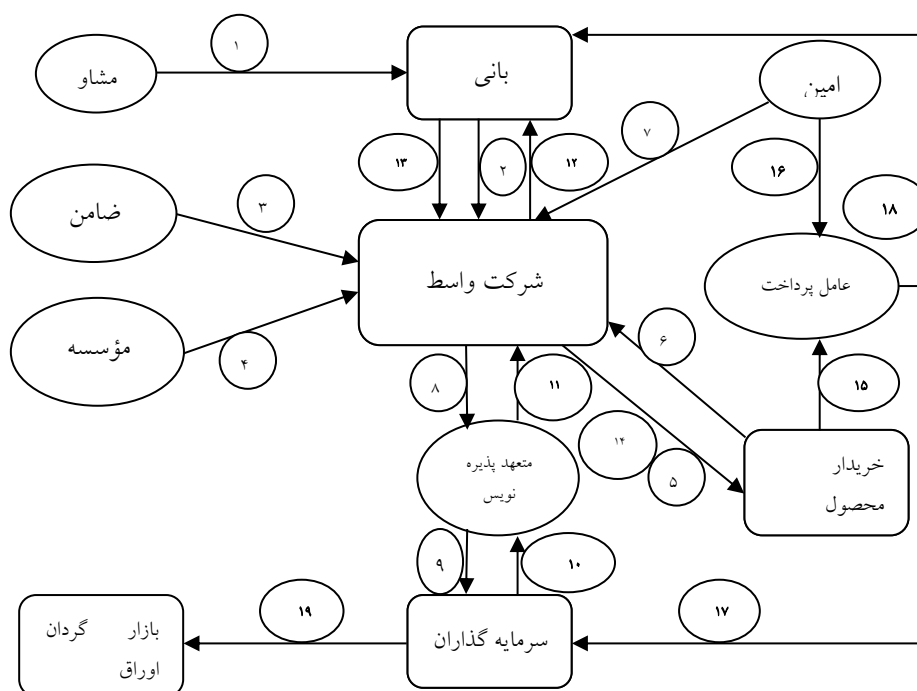 ۱
بانی
مشاو
امین
۷
۱۳
۲
۱۲
۱۶
۳
ضامن
۱۸
شرکت واسط
عامل پرداخت
۶
مؤسسه
۴
۸
۱۱
۱۵
۱۴
۵
متعهد پذیره
نویس
خریدار
محصول
۹
۱۰
۱۹
۱۷
سرمایه گذاران
بازار گردان
اوراق